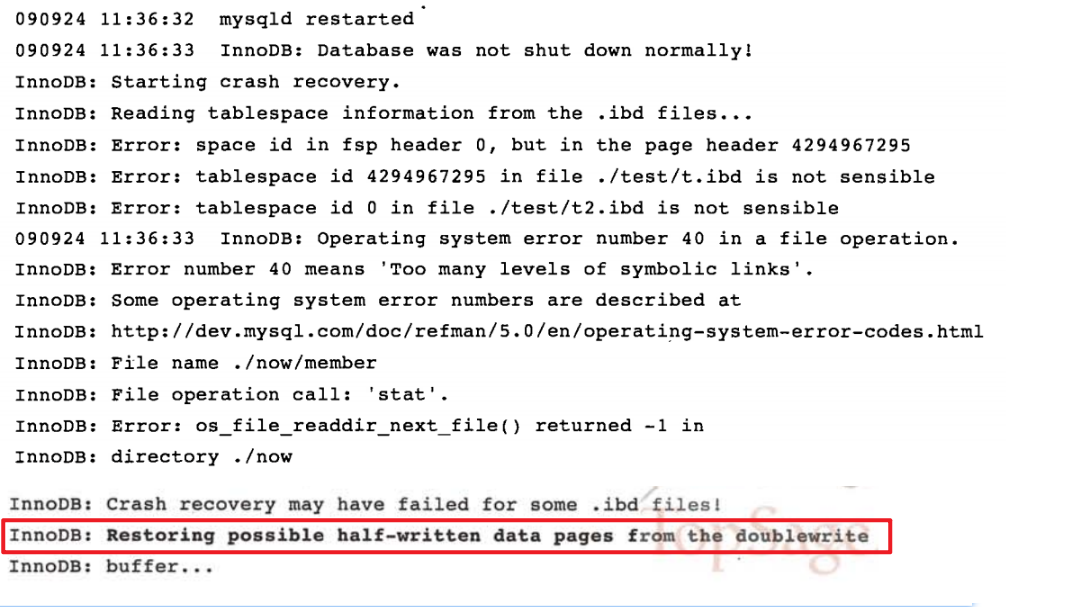 090924 11:36:32  mysqld restarted
090924 11:36:33  InnoDB: Database was not shut down normally!
InnoDB: Starting crash recovery.
InnoDB: Reading tablespace information from the .ibd files...
InnoDB: Error: space id in fsp header 0, but in the page header 4294967295
InnoDB: Error: tablespace id 4294967295 in file ./test/t.ibd is not sensible
InnoDB: Error: tablespace id 0 in file ./test/t2.ibd is not sensible
090924 11:36:33  InnoDB: Operating system error number 40 in a file operation.
InnoDB: Error number 40 means 'Too many levels of symbolic links'.
InnoDB: Some operating system error numbers are described at
InnoDB: http://dev.mysql.com/doc/refman/5.0/en/operating-system-error-codes.html
InnoDB: File name ./now/member
InnoDB: File operation call: 'stat'.
InnoDB: Error: os_file_readdir_next_file() returned -1 in
InnoDB: directory ./now
InnoDB: Crash recovery may have failed for some .ibd files!
InnoDB: Restoring possible half-written data pages from the doublewrite
InnoDB: buffer...
TopSage